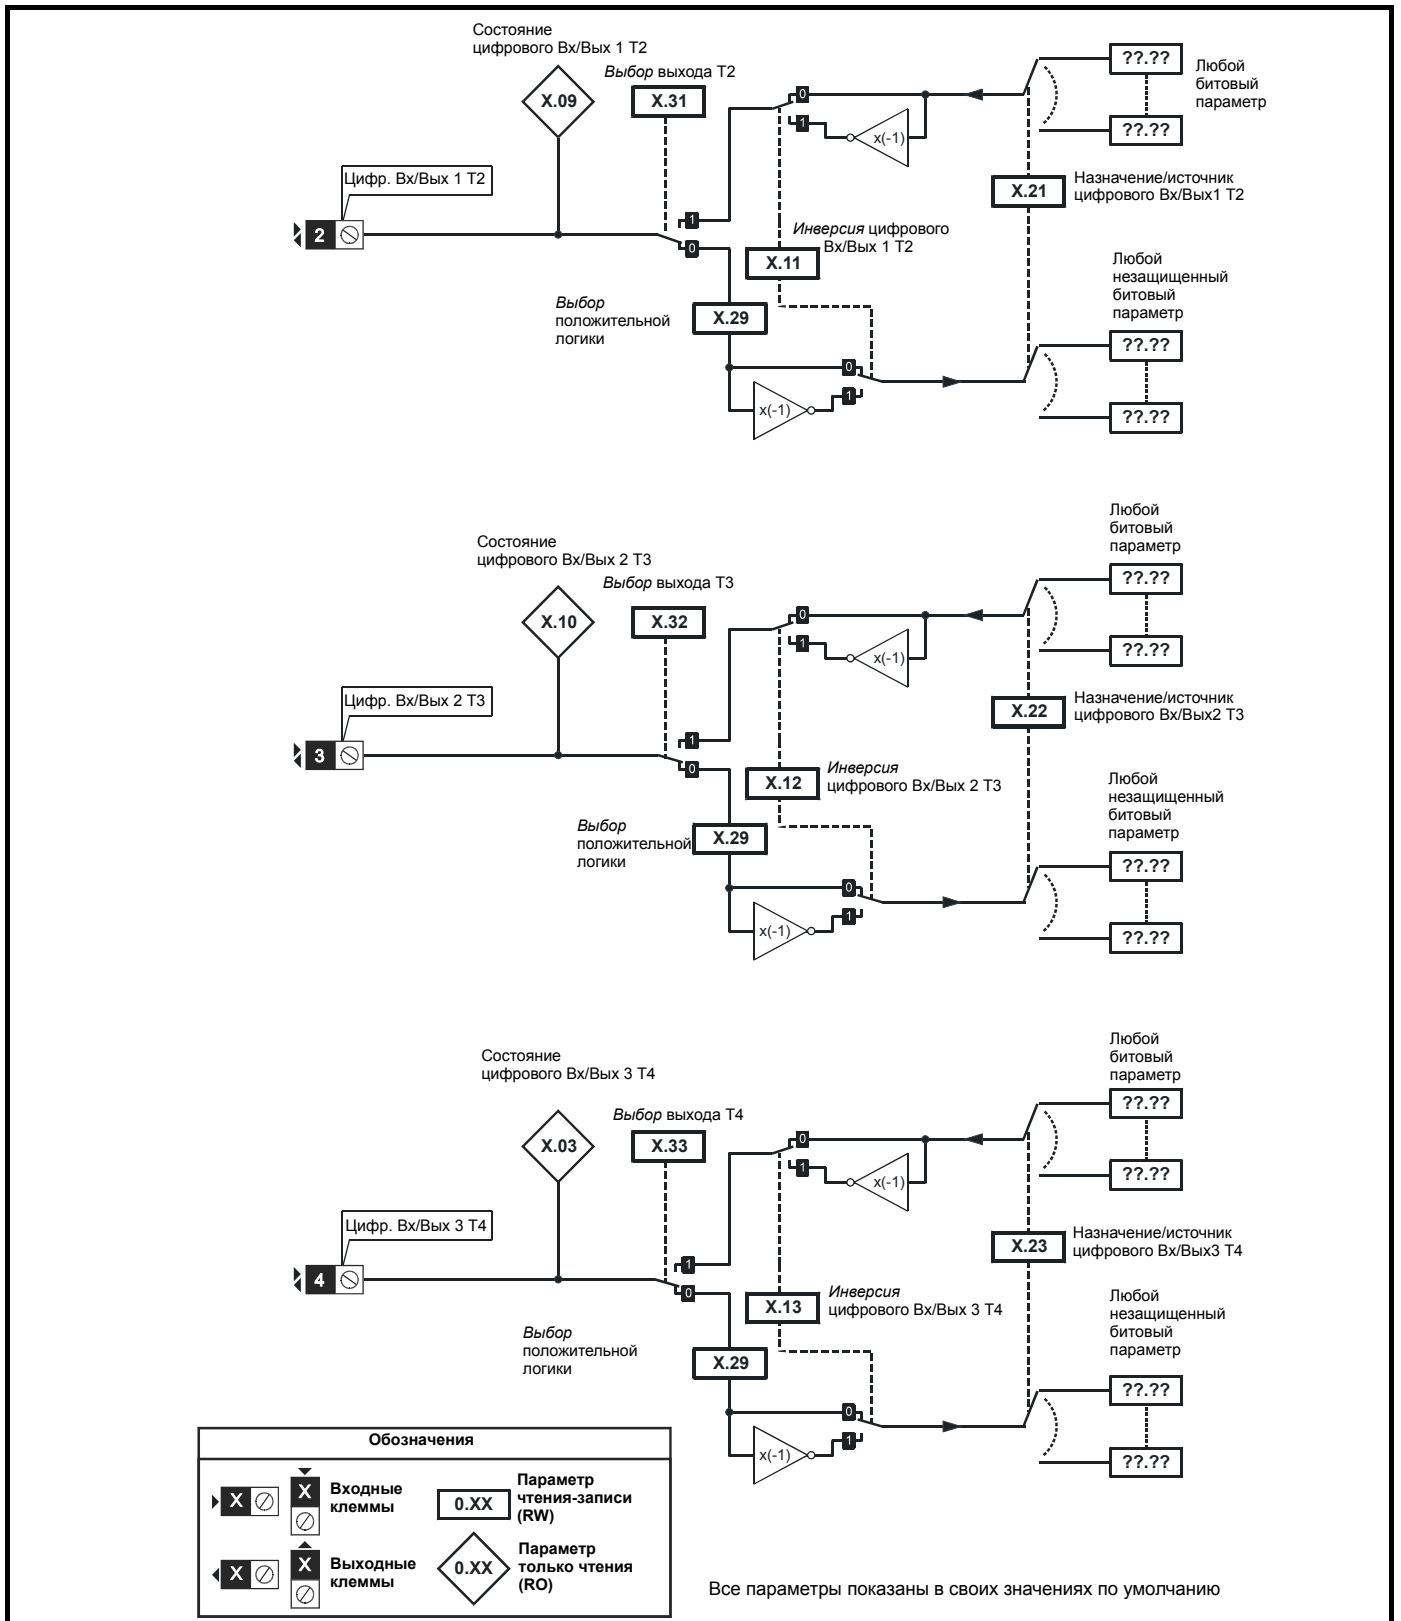 Состояние
цифрового Вх/Вых 1 T2
Выбор выхода T2
X.09
X.31
0
1
x(-1)
??.??
??.??
Любой
битовый
параметр
Цифр. Вх/Вых 1 T2
2
1
0
X.21
Назначение/источник
цифрового Вх/Вых1 T2
Инверсия цифрового
Вх/Вых 1 T2
X.11
Выбор
положительной
логики
X.29
Любой
незащищенный
битовый
параметр
0
1
x(-1)
??.??
??.??
Состояние
цифрового Вх/Вых 2 T3
Выбор выхода T3
X.10
X.32
0
1
x(-1)
Любой
битовый
параметр
??.??
??.??
Цифр. Вх/Вых 2 T3
3
1
0
X.22
Назначение/источник
цифрового Вх/Вых2 T3
X.12
Инверсия
цифрового Вх/Вых 2 T3
Выбор
положительной
логики
X.29
Любой
незащищенный
битовый
параметр
0
1
x(-1)
??.??
??.??
Состояние
цифрового Вх/Вых 3 T4
Выбор выхода T4
X.03
X.33
0
1
x(-1)
Любой
битовый
параметр
??.??
??.??
Цифр. Вх/Вых 3 T4
4
1
0
X.23
Назначение/источник
цифрового Вх/Вых3 T4
X.13
Инверсия
цифрового Вх/Вых 3 T4
Выбор
положительной
логики
X.29
Любой
незащищенный
битовый
параметр
0
1
x(-1)
??.??
??.??
Обозначения
X
X
Входные
клеммы
0.XX
Параметр
чтения-записи
(RW)
X
X
Выходные
клеммы
0.XX
Параметр
только чтения
(RO)
Все параметры показаны в своих значениях по умолчанию